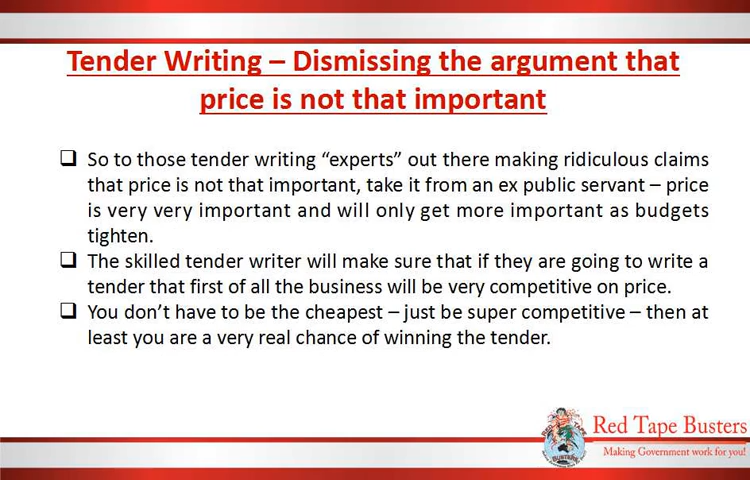 Tender Writing – Dismissing the argument that
price is not that important
So to those tender writing “experts” out there making ridiculous claims
that price is not that important, take it from an ex public servant – price
is very very important and will only get more important as budgets
tighten.
The skilled tender writer will make sure that if they are going to write a
tender that first of all the business will be very competitive on price.
You don’t have to be the cheapest – just be super competitive – then at
least you are a very real chance of winning the tender.
RED TAPE
BUSTERS
Red Tape Busters
Making Government work for you!